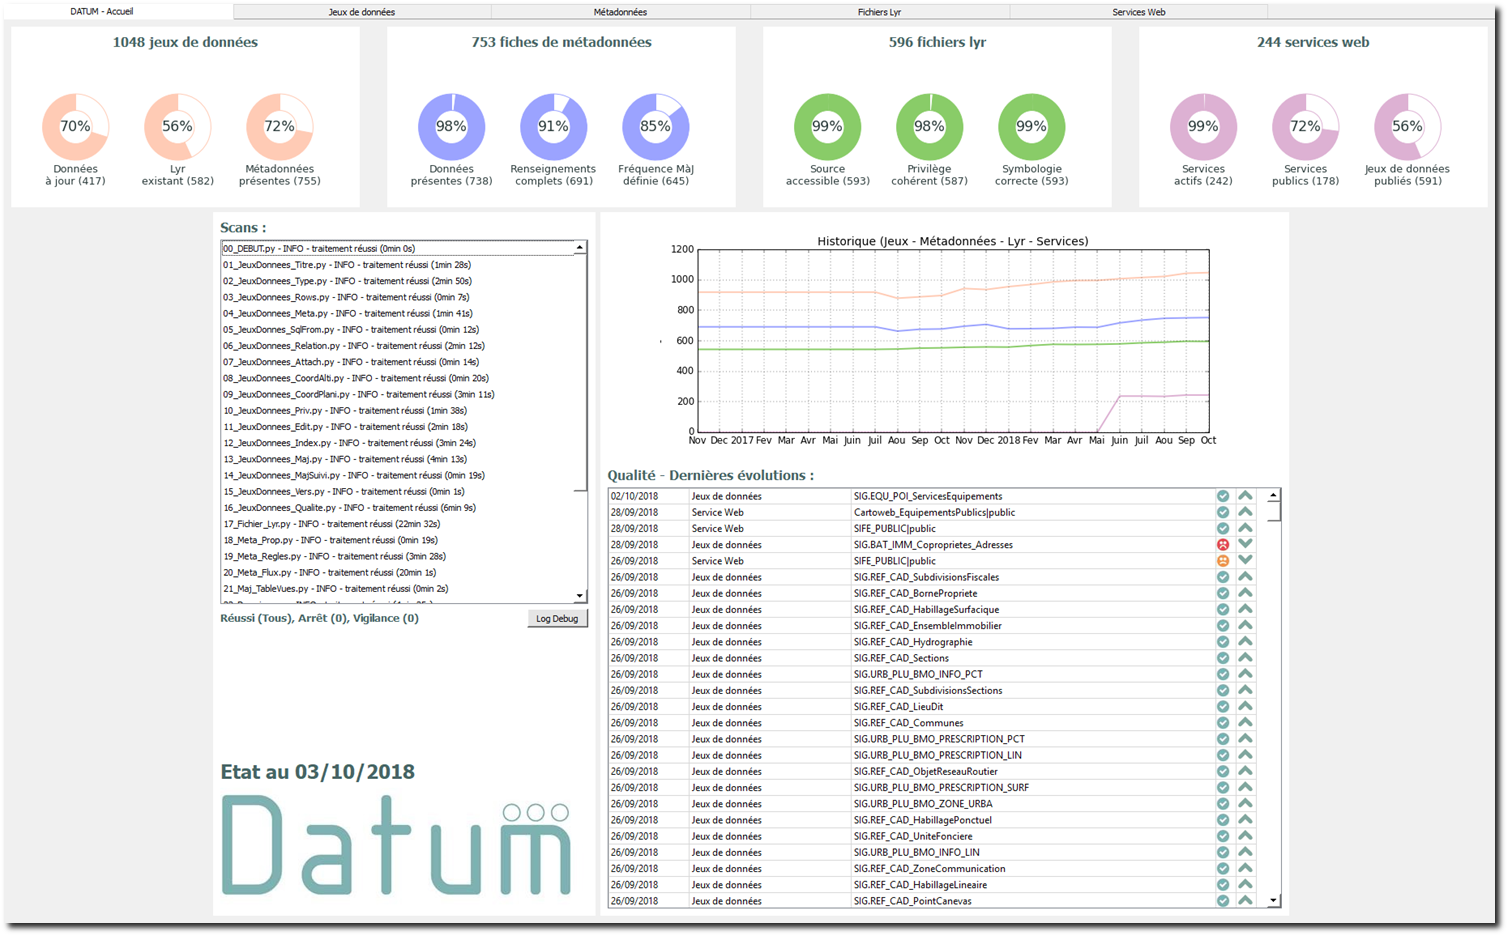 DATUM - Accueil
Jeux de données
Métadonnées
Fichiers Lyr
Services Web
1048 jeux de données
70%
Données
à jour (417)
56%
Lyr
existant (582)
72%
Métadonnées
présentes (755)
753 fiches de métadonnées
98%
Données
présentes (738)
91%
Renseignements
complets (691)
85%
Fréquence MàJ
définie (645)
596 fichiers lyr
99%
Source
accessible (593)
98%
Privilège
cohérent (587)
99%
Symbologie
correcte (593)
244 services web
99%
Services
actifs (242)
72%
Services
publics (178)
56%
Jeux de données
publiés (591)
Scans :
00_DEBUT.py - INFO - traitement réussi (0min 0s)
01_JeuxDonnees_Titre.py - INFO - traitement réussi (1min 28s)
02_JeuxDonnees_Type.py - INFO - traitement réussi (2min 50s)
03_JeuxDonnees_Rows.py - INFO - traitement réussi (0min 7s)
04_JeuxDonnees_Meta.py - INFO - traitement réussi (1min 41s)
05_JeuxDonnes_SqlFrom.py - INFO - traitement réussi (0min 12s)
06_JeuxDonnees_Relation.py - INFO - traitement réussi (2min 12s)
07_JeuxDonnees_Attach.py - INFO - traitement réussi (0min 14s)
08_JeuxDonnees_CoordAlti.py - INFO - traitement réussi (0min 20s)
09_JeuxDonnees_CoordPlani.py - INFO - traitement réussi (3min 11s)
10_JeuxDonnees_Priv.py - INFO - traitement réussi (1min 38s)
11_JeuxDonnees_Edit.py - INFO - traitement réussi (2min 18s)
12_JeuxDonnees_Index.py - INFO - traitement réussi (3min 24s)
13_JeuxDonnees_Maj.py - INFO - traitement réussi (4min 13s)
14_JeuxDonnees_MajSuivi.py - INFO - traitement réussi (0min 19s)
15_JeuxDonnees_Vers.py - INFO - traitement réussi (0min 1s)
16_JeuxDonnees_Qualite.py - INFO - traitement réussi (6min 9s)
17_Fichier_Lyr.py - INFO - traitement réussi (22min 32s)
18_Meta_Prop.py - INFO - traitement réussi (0min 19s)
19_Meta_Regles.py - INFO - traitement réussi (3min 28s)
20_Meta_Flux.py - INFO - traitement réussi (20min 1s)
21_Maj_TableVues.py - INFO - traitement réussi (0min 2s)
Réussi (Tous), Arrêt (0), Vigilance (0)
Log Debug
Etat au 03/10/2018
Datum
Historique (Jeux - Métadonnées - Lyr - Services)
1200
1000
800
600
400
200
0
Nov Dec 2017 Fev Mar Avr Mai Juin Juil Aou Sep Oct Nov Dec 2018 Fev Mar Avr Mai Juin Juil Aou Sep Oct
Qualité - Dernières évolutions :
02/10/2018 Jeux de données SIG.EQU_POI_ServicesEquipements
28/09/2018 Service Web Cartoweb_EquipementsPublics|public
28/09/2018 Service Web SIFE_PUBLIC|public
28/09/2018 Jeux de données SIG.BAT_IMM_Coproprietes_Adresses
26/09/2018 Service Web SIFE_PUBLIC|public
26/09/2018 Jeux de données SIG.REF_CAD_SubdivisionsFiscales
26/09/2018 Jeux de données SIG.REF_CAD_BornePropriete
26/09/2018 Jeux de données SIG.REF_CAD_HabillageSurfacique
26/09/2018 Jeux de données SIG.REF_CAD_EnsembleImmobilier
26/09/2018 Jeux de données SIG.REF_CAD_Hydrographie
26/09/2018 Jeux de données SIG.REF_CAD_Sections
26/09/2018 Jeux de données SIG.URB_PLU_BMO_INFO_PCT
26/09/2018 Jeux de données SIG.REF_CAD_SubdivisionsSections
26/09/2018 Jeux de données SIG.REF_CAD_LieuDit
26/09/2018 Jeux de données SIG.REF_CAD_Communes
26/09/2018 Jeux de données SIG.URB_PLU_BMO_PRESCRIPTION_PCT
26/09/2018 Jeux de données SIG.URB_PLU_BMO_PRESCRIPTION_LIN
26/09/2018 Jeux de données SIG.REF_CAD_ObjetReseauRoutier
26/09/2018 Jeux de données SIG.URB_PLU_BMO_PRESCRIPTION_SURF
26/09/2018 Jeux de données SIG.URB_PLU_BMO_ZONE_URBA
26/09/2018 Jeux de données SIG.REF_CAD_HabillagePonctuel
26/09/2018 Jeux de données SIG.REF_CAD_UniteFonciere
26/09/2018 Jeux de données SIG.URB_PLU_BMO_INFO_LIN
26/09/2018 Jeux de données SIG.REF_CAD_ZoneCommunication
26/09/2018 Jeux de données SIG.REF_CAD_HabillageLineaire
26/09/2018 Jeux de données SIG.REF_CAD_PointCanevas